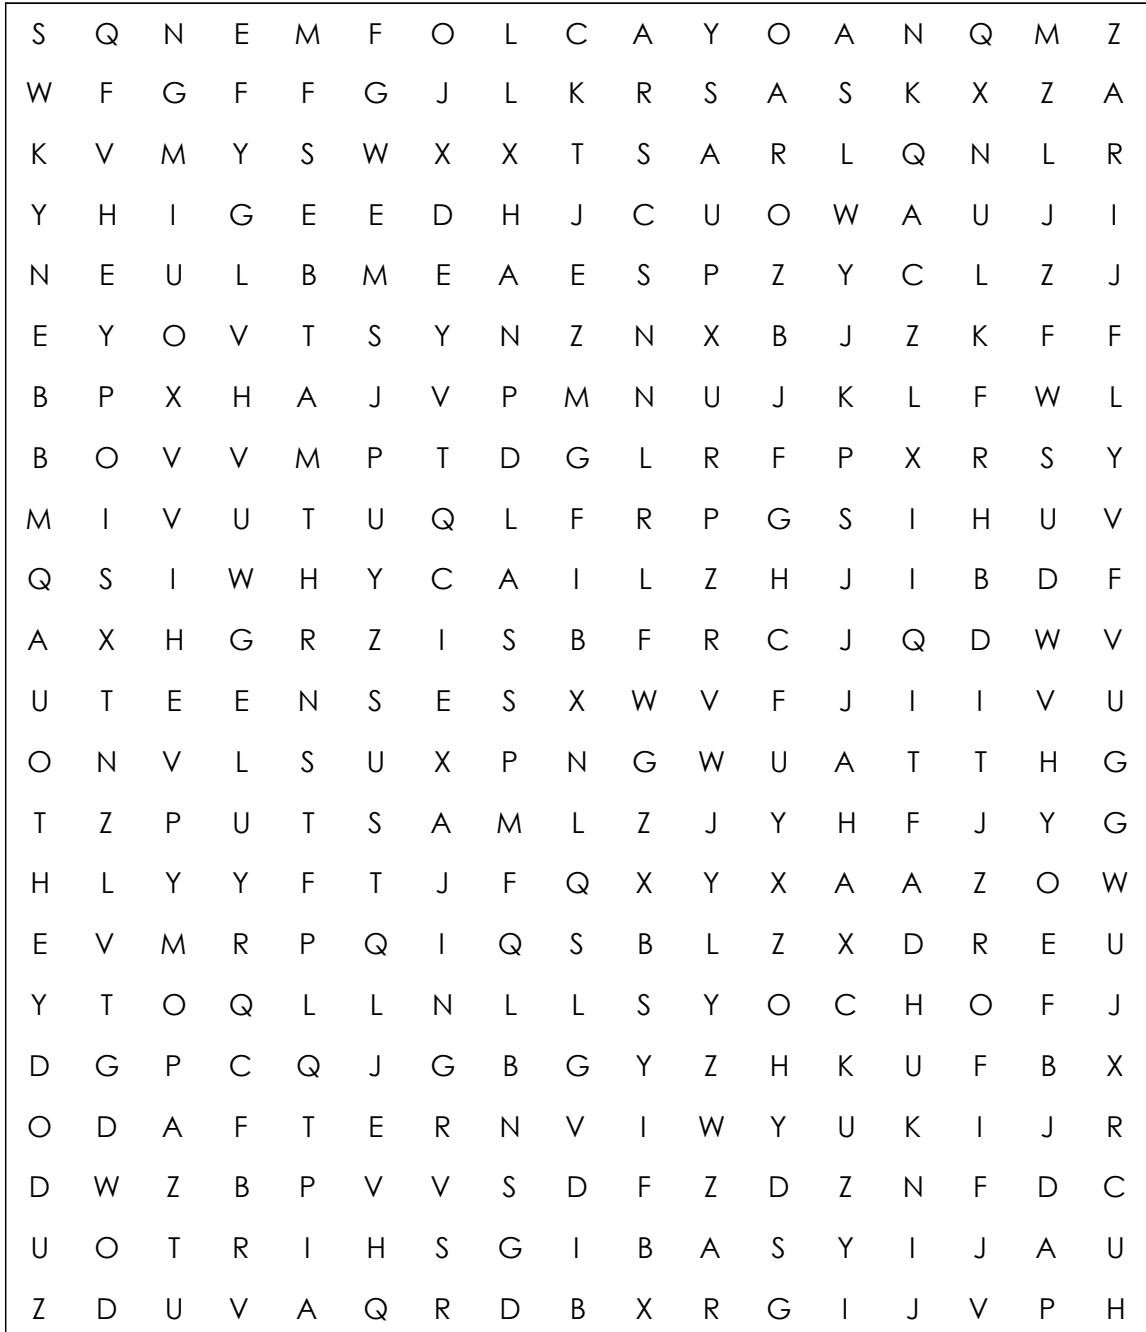 S Q N E M F O L C A Y O A N Q M Z
W F G F F G J L K R S A S K X Z A
K V M Y S W X X T S A R L Q N L R
Y H I G E E D H J C U O W A U J I
N E U L B M E A E S P Z Y C L Z J
E Y O V T S Y N Z N X B J Z K F F
B P X H A J V P M N U J K L F W L
B O V V M P T D G L R F P X R S Y
M I V U T U Q L F R P G S I H U V
Q S I W H Y C A I L Z H J I B D F
A X H G R Z I S B F R C J Q D W V
U T E E N S E S X W V F J I I V U
O N V L S U X P N G W U A T T H G
T Z P U T S A M L Z J Y H F J Y G
H L Y Y F T J F Q X Y X A A Z O W
E V M R P Q I Q S B L Z X D R E U
Y T O Q L L N L L S Y O C H O F J
D G P C Q J G B G Y Z H K U F B X
O D A F T E R N V I W Y U K I J R
D W Z B P V V S D F Z D Z N F D C
U O T R I H S G I B A S Y I J A U
Z D U V A Q R D B X R G I J V P H